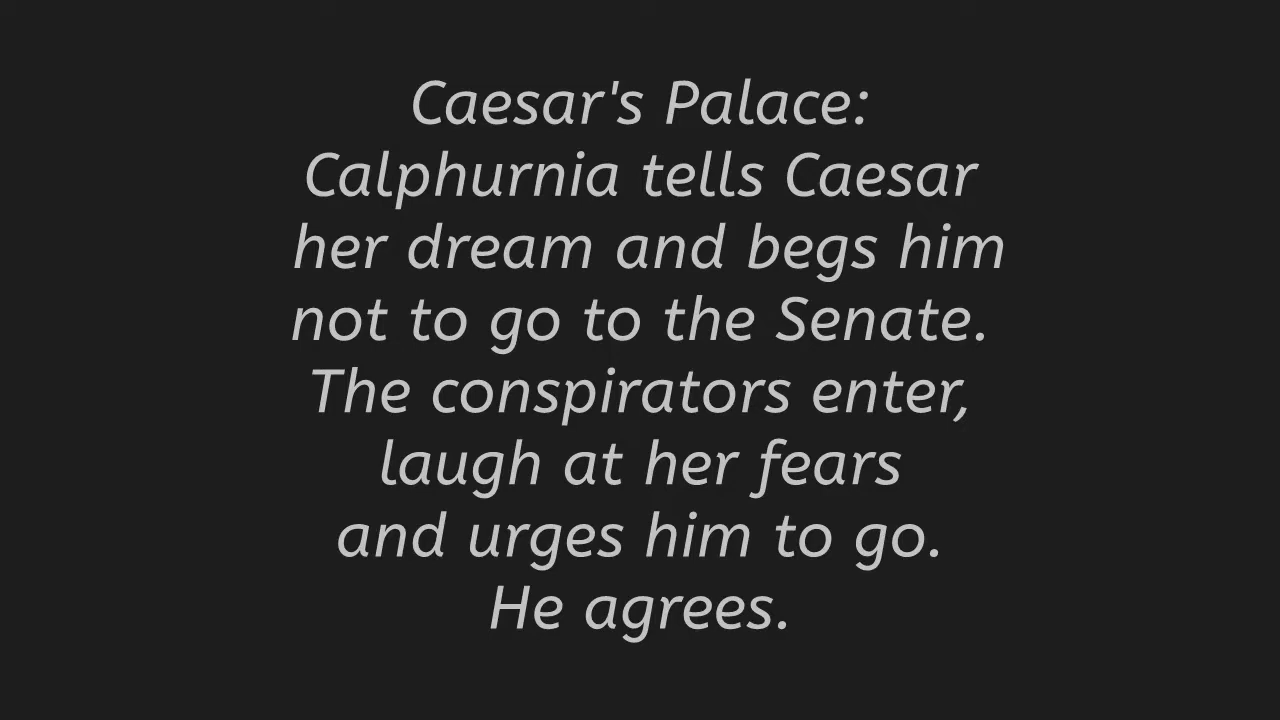 Caesar's Palace:
Calphurnia tells Caesar
her dream and begs him
not to go to the Senate.
The conspirators enter,
laugh at her fears
and urges him to go.
He agrees.